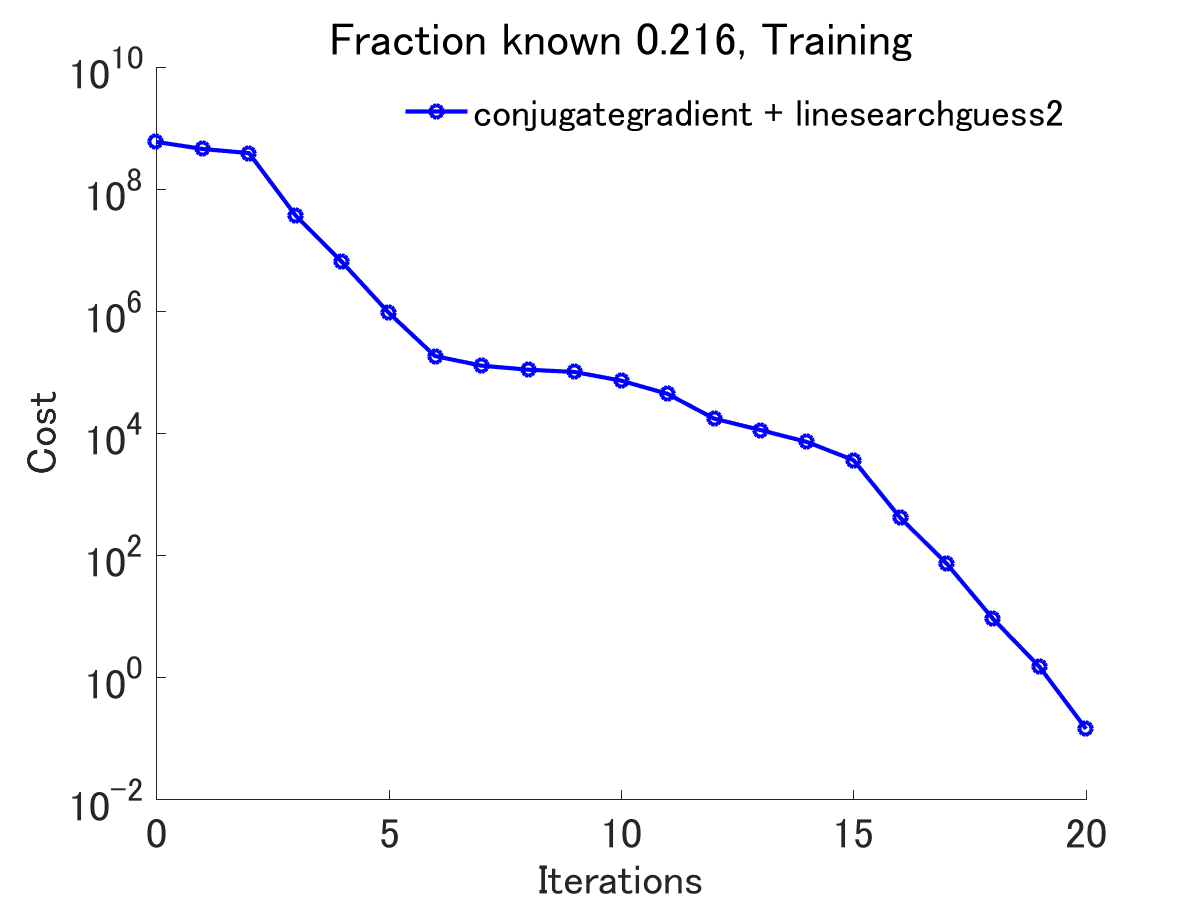 Fraction known 0.216, Training
conjugategradient + linesearchguess2
10^10
10^8
10^6
10^4
10^2
10^0
10^-2
Cost
0 5 10 15 20
Iterations